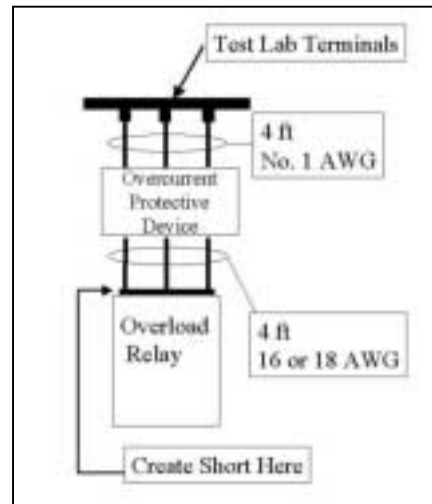 Test Lab Terminals
4 ft
No. 1 AWG
Overcurrent
Protective
Device
4 ft
16 or 18 AWG
Overload
Relay
Create Short Here